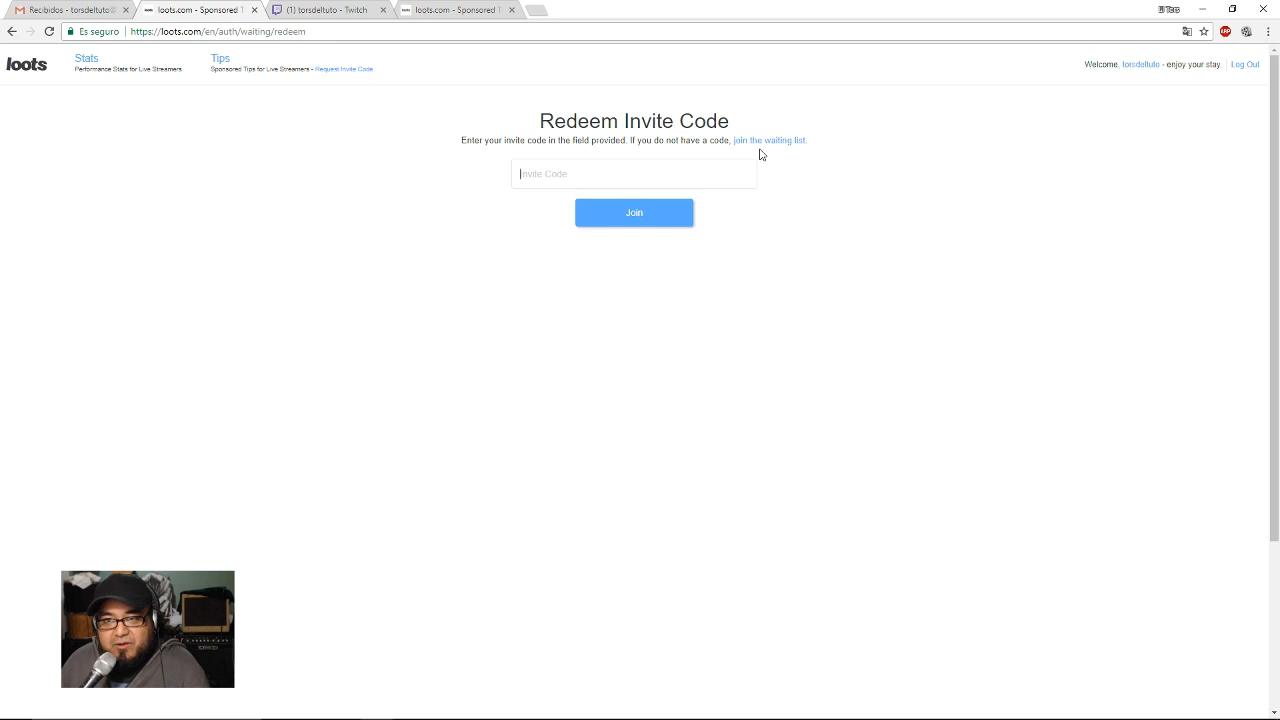 Recibidos - torsdeltuto@
loots.com - Sponsored T
(1) torsdeltuto - Twitch
loots.com - Sponsored T
Es seguro
https://loots.com/en/auth/waiting/redeem
ABP
loots
Stats
Performance Stats for Live Streamers
Tips
Sponsored Tips for Live Streamers - Request Invite Code
Welcome, torsdeltuto - enjoy your stay.
Log Out
Redeem Invite Code
Enter your invite code in the field provided. If you do not have a code, join the waiting list.
Invite Code
Join